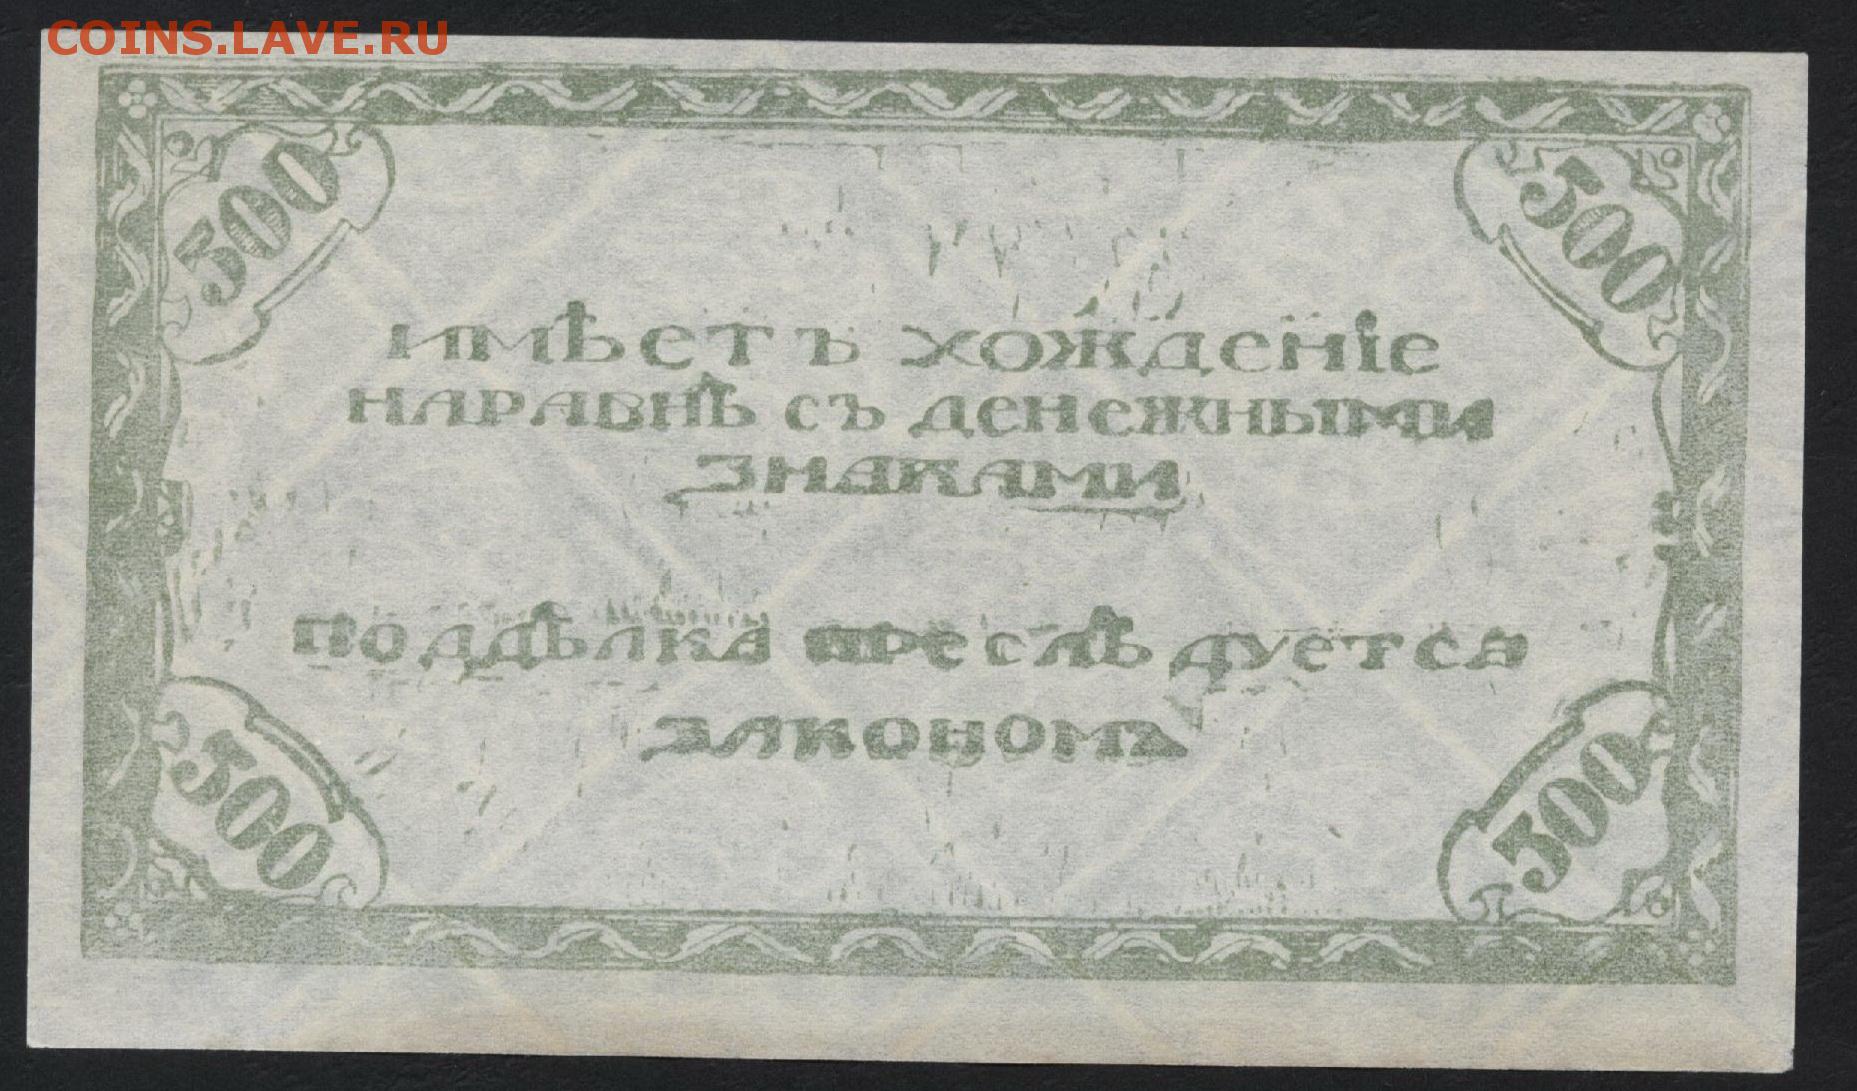 COINS.LAVE.RU
500 500
имѣетъ хожденіе
наравнѣ съ денежными
знаками
поддѣлка преслѣдуется
закономъ
500 500